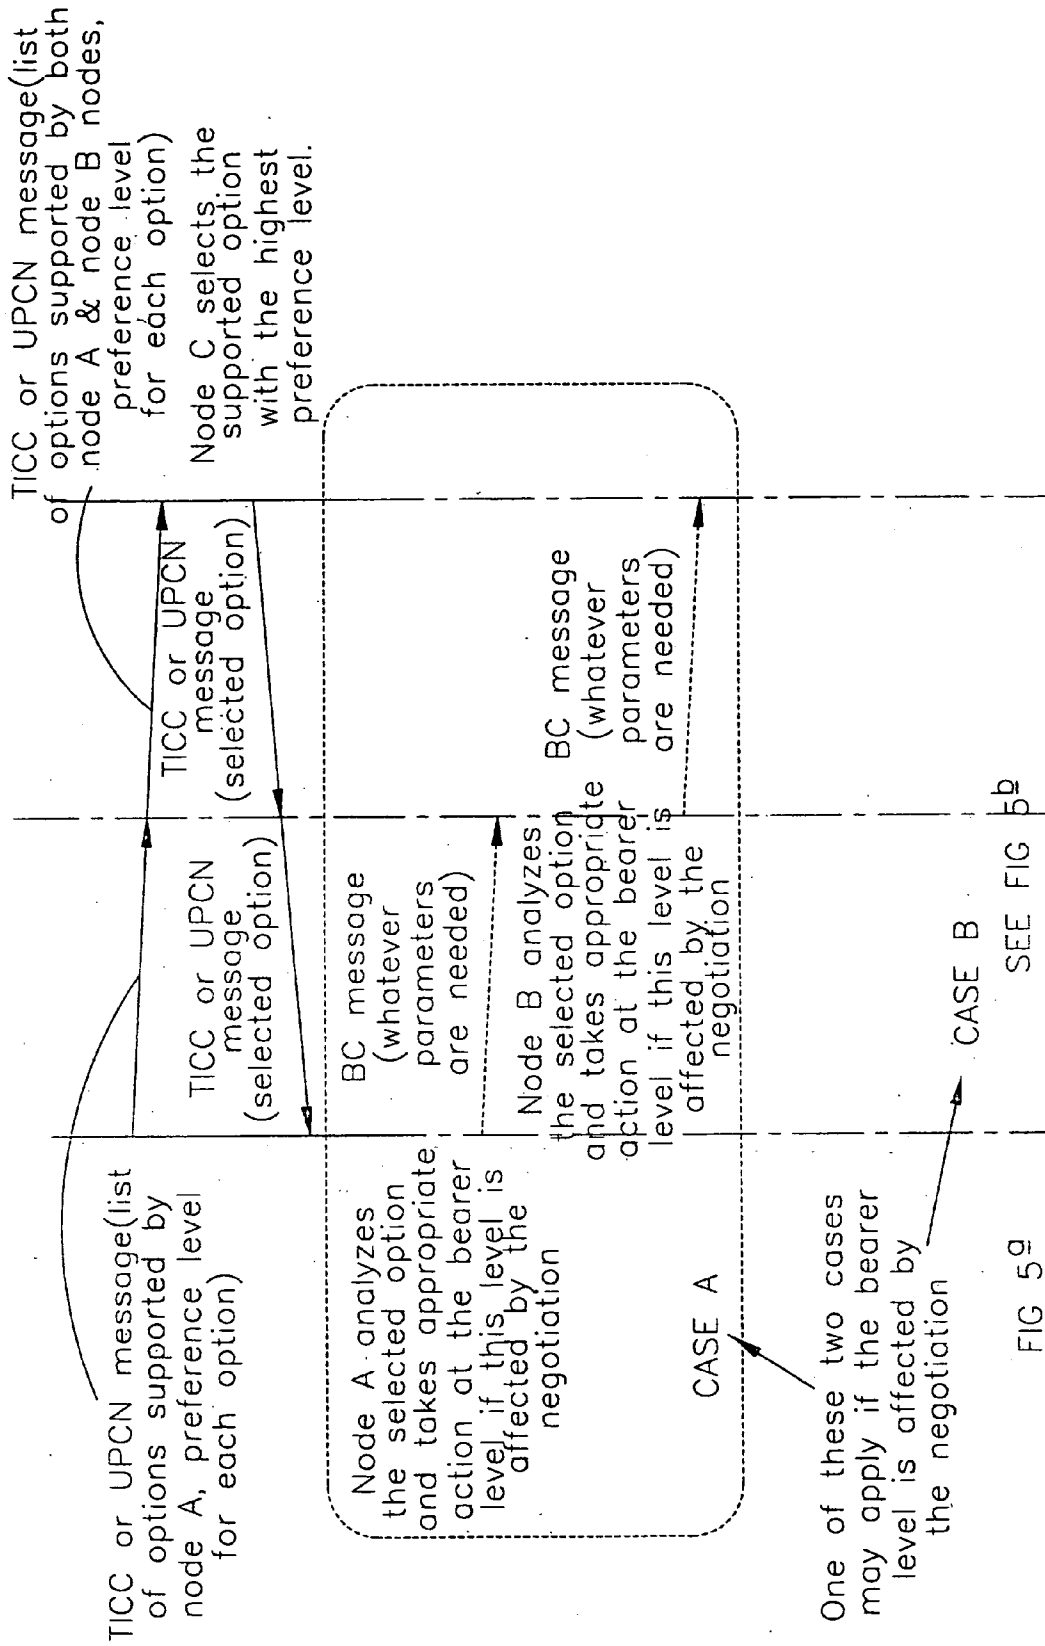 TICC or UPCN message(list
of options supported by
node A, preference level
for each option)
TICC or UPCN message(list
of options supported by both
node A & node B nodes,
preference level
for each option)
Node C selects the
supported option
with the highest
preference level.
TICC or UPCN
message
(selected option)
TICC or UPCN
message
(selected option)
Node A analyzes
the selected option
and takes appropriate
action at the bearer
level if this level is
affected by the
negotiation
BC message
(whatever
parameters
are needed)
Node B analyzes
the selected option
and takes appropriate
action at the bearer
level if this level is
affected by the
negotiation
BC message
(whatever
parameters
are needed)
CASE A
One of these two cases
may apply if the bearer
level is affected by
the negotiation
CASE B
SEE FIG 5b
FIG 5a